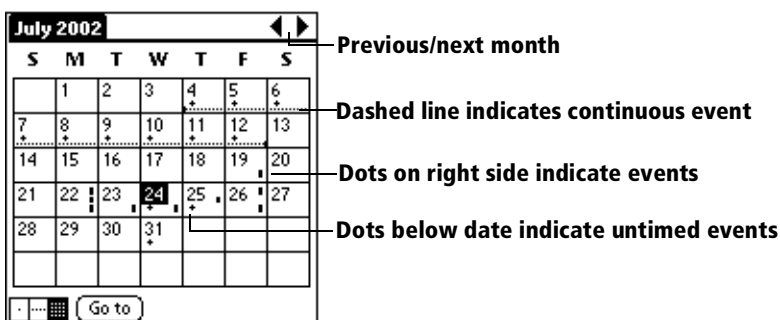 July 2002
Previous/next month
S M T W T F S
1 2 3 4 5 6
Dashed line indicates continuous event
7 8 9 10 11 12 13
14 15 16 17 18 19 20
Dots on right side indicate events
21 22 23 24 25 26 27
Dots below date indicate untimed events
28 29 30 31
Go to